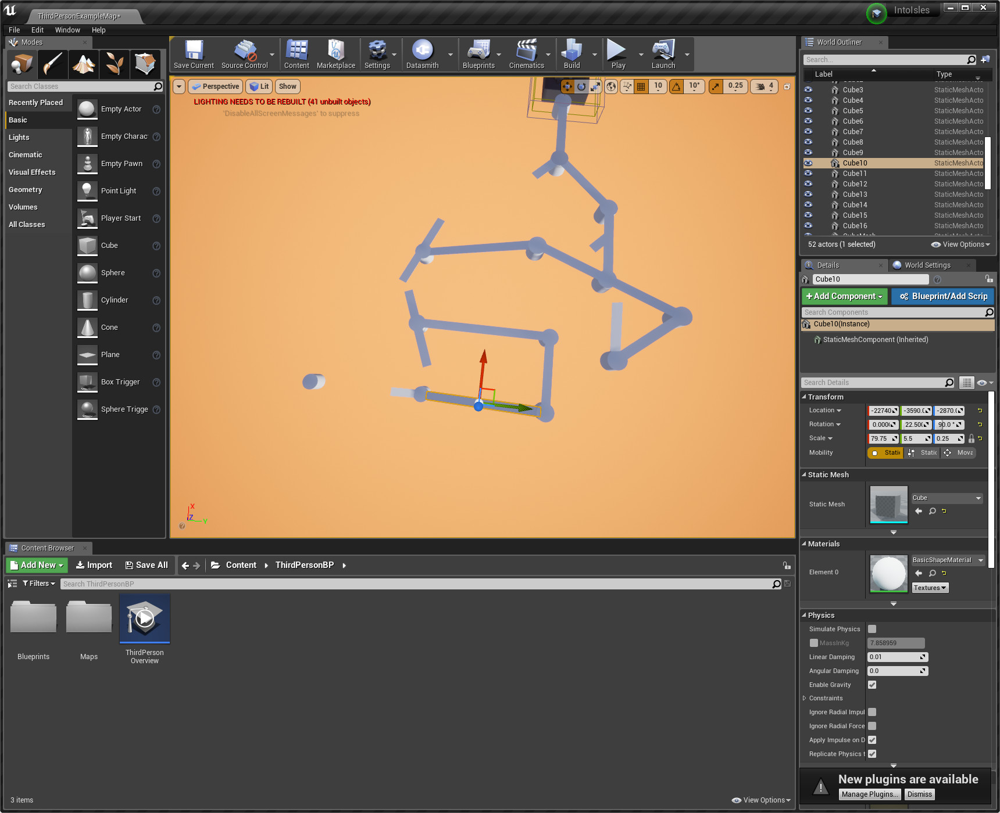 ThirdPersonExampleMap*
IntoIsles
File Edit Window Help
Modes
Search Classes
Recently Placed
Basic
Lights
Cinematic
Visual Effects
Geometry
Volumes
All Classes
Empty Actor
Empty Charac
Empty Pawn
Point Light
Player Start
Cube
Sphere
Cylinder
Cone
Plane
Box Trigger
Sphere Trigge
Save Current Source Control Content Marketplace Settings Datasmith Blueprints Cinematics Build Play Launch
Perspective Lit Show 10 10° 0.25 4
LIGHTING NEEDS TO BE REBUILT (41 unbuilt objects)
'DisableAllScreenMessages' to suppress
X
Z
Y
World Outliner
Search...
Label Type
Cube3 StaticMeshActo
Cube4 StaticMeshActo
Cube5 StaticMeshActo
Cube6 StaticMeshActo
Cube7 StaticMeshActo
Cube8 StaticMeshActo
Cube9 StaticMeshActo
Cube10 StaticMeshActo
Cube11 StaticMeshActo
Cube12 StaticMeshActo
Cube13 StaticMeshActo
Cube14 StaticMeshActo
Cube15 StaticMeshActo
Cube16 StaticMeshActo
52 actors (1 selected) View Options
Details World Settings
Cube10
+Add Component Blueprint/Add Scrip
Search Components
Cube10(Instance)
StaticMeshComponent (Inherited)
Search Details
Transform
Location -22740 -3590.0 -2870.0
Rotation 0.000 22.500 90.0 °
Scale 79.75 5.5 0.25
Mobility Static Static Mova
Static Mesh
Static Mesh Cube
Materials
Element 0 BasicShapeMaterial
Textures
Physics
Simulate Physics
MassInKg 7.858959
Linear Damping 0.01
Angular Damping 0.0
Enable Gravity
Constraints
Ignore Radial Impul
Ignore Radial Force
Apply Impulse on D
Replicate Physics t
New plugins are available
Manage Plugins... Dismiss
Content Browser
Add New Import Save All Content ThirdPersonBP
Filters Search ThirdPersonBP
Blueprints
Maps
ThirdPerson
Overview
3 items View Options